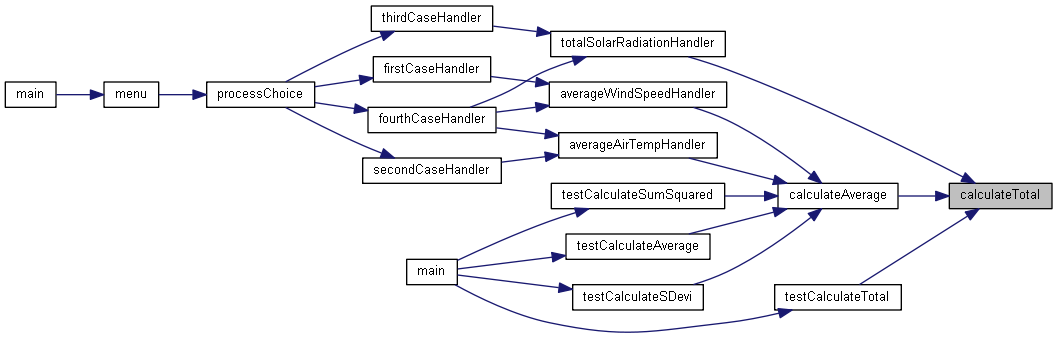 thirdCaseHandler
totalSolarRadiationHandler
firstCaseHandler
main
menu
processChoice
averageWindSpeedHandler
fourthCaseHandler
averageAirTempHandler
secondCaseHandler
testCalculateSumSquared
calculateAverage
calculateTotal
testCalculateAverage
main
testCalculateSDevi
testCalculateTotal